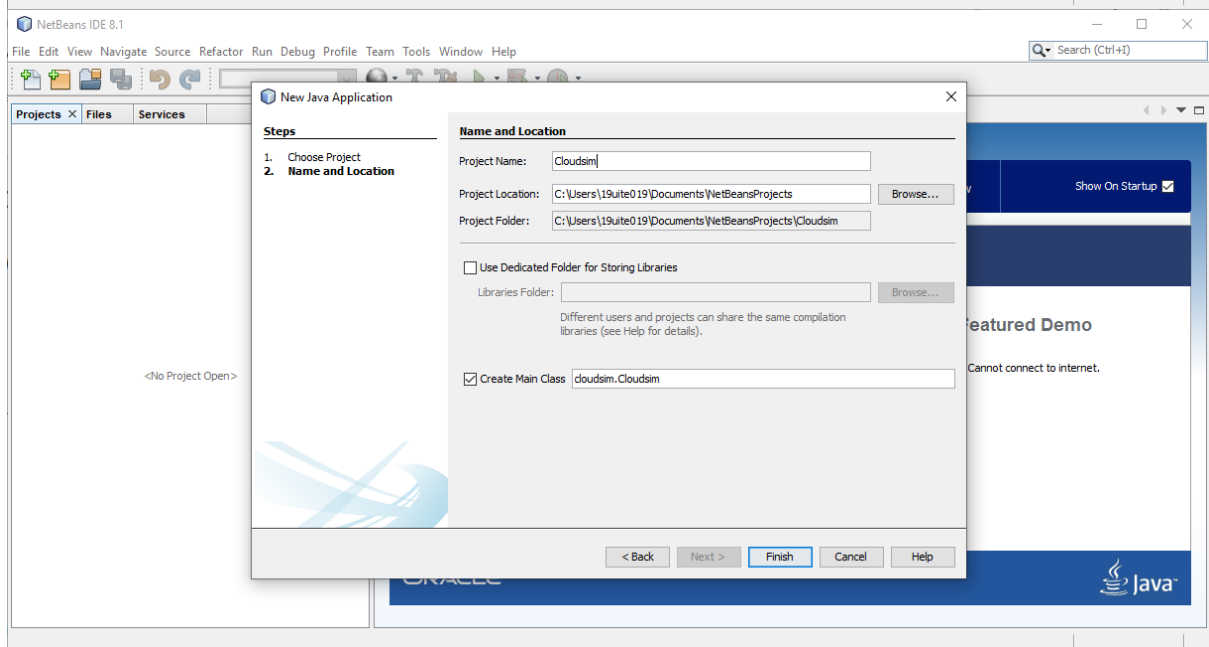 NetBeans IDE 8.1
File Edit View Navigate Source Refactor Run Debug Profile Team Tools Window Help
Search (Ctrl+I)
Projects Files Services
New Java Application
Steps
1. Choose Project
2. Name and Location
Name and Location
Project Name: Cloudsim
Project Location: C:\Users\19uite019\Documents\NetBeansProjects Browse...
Project Folder: C:\Users\19uite019\Documents\NetBeansProjects\Cloudsim
Use Dedicated Folder for Storing Libraries
Libraries Folder: Browse...
Different users and projects can share the same compilation
libraries (see Help for details).
Create Main Class cloudsim.Cloudsim
< Back Next > Finish Cancel Help
<No Project Open>
Show On Startup
Featured Demo
Cannot connect to internet.
ORACLE
Java